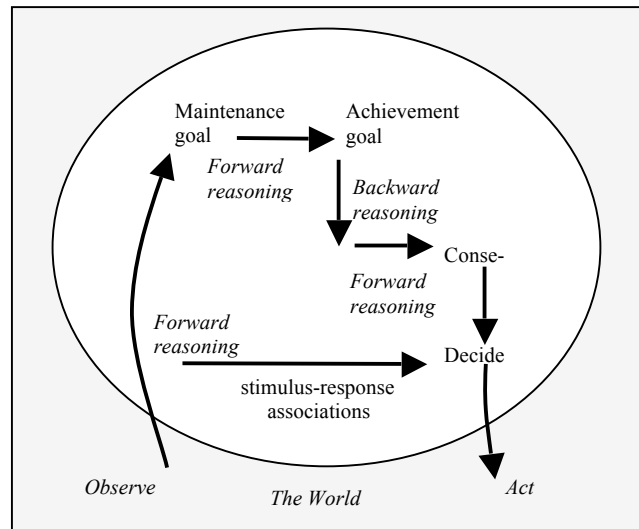 Maintenance
goal
Achievement
goal
Forward
reasoning
Backward
reasoning
Conse-
Forward
reasoning
Forward
reasoning
Decide
stimulus-response
associations
Observe
The World
Act